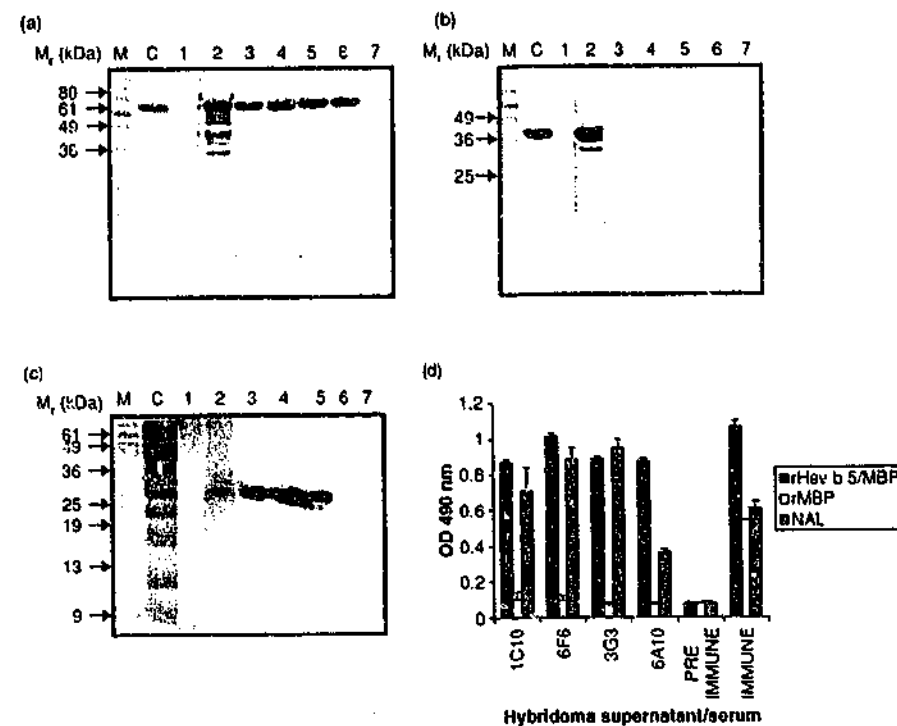 (a)
Mr (kDa) M C 1 2 3 4 5 6 7
80
61
49
36
(b)
Mr (kDa) M C 1 2 3 4 5 6 7
49
36
25
(c)
Mr (kDa) M C 1 2 3 4 5 6 7
61
49
36
25
19
13
9
(d)
OD 490 nm
1.2
1
0.8
0.6
0.4
0.2
0
rHev b 5/MBP
rMBP
NAL
1C10
6F6
3G3
6A10
PRE
IMMUNE
IMMUNE
Hybridoma supernatant/serum